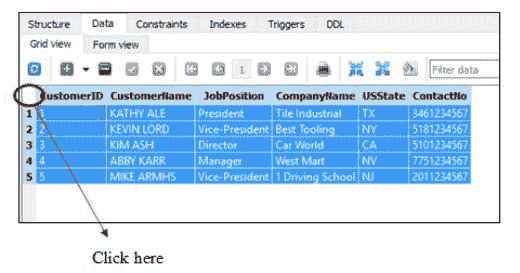 Structure Data Constraints Indexes Triggers DDL
Grid view Form view
1 Filter data
CustomerID CustomerName JobPosition CompanyName USState ContactNo
1 1 KATHY ALE President Tile Industrial TX 3461234567
2 2 KEVIN LORD Vice-President Best Tooling NY 5181234567
3 3 KIM ASH Director Car World CA 5101234567
4 4 ABBY KARR Manager West Mart NV 7751234567
5 5 MIKE ARMHS Vice-President 1 Driving School NJ 2011234567
Click here